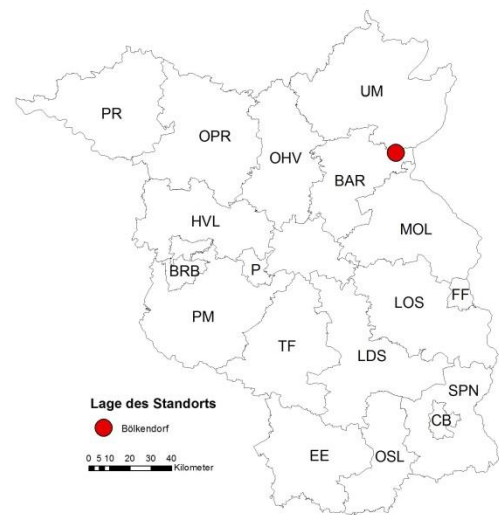 UM
PR
OPR
OHV
BAR
HVL
MOL
BRB
P
FF
LOS
PM
TF
LDS
SPN
Lage des Standorts
CB
Bölkendorf
EE
OSL
0 5 10 20 30 40
Kilometer